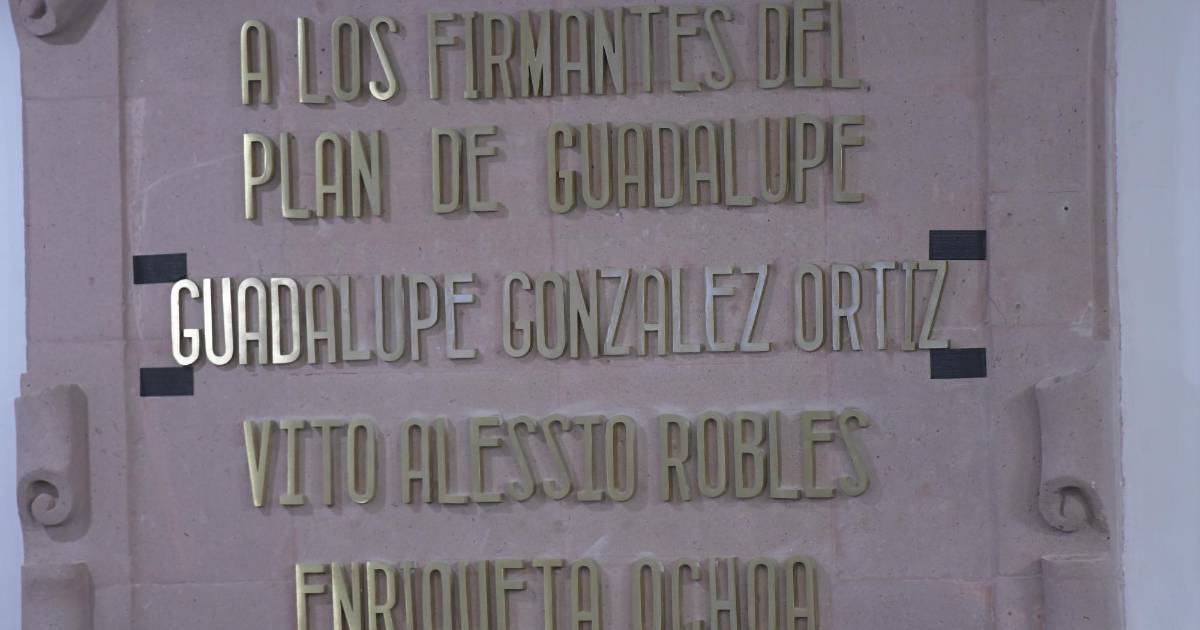 A LOS FIRMANTES DEL
PLAN DE GUADALUPE
GUADALUPE GONZALEZ ORTIZ
VITO ALESSIO ROBLES
ENRIQUETA OCHOA